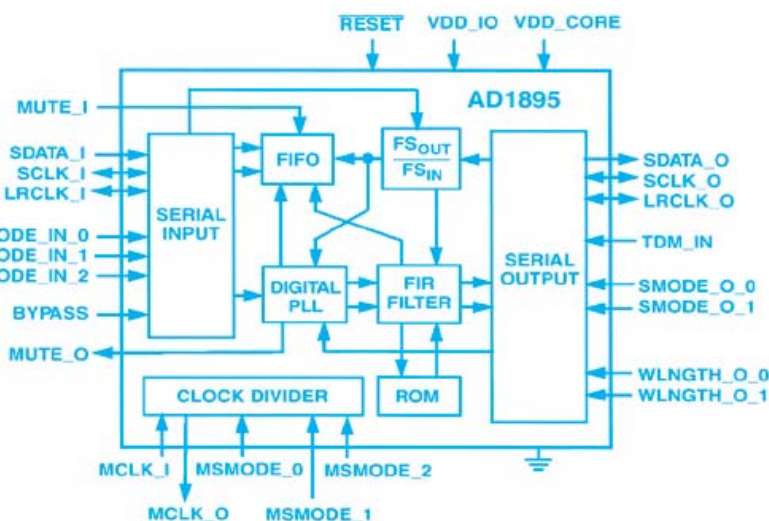 RESET VDD_IO VDD_CORE
AD1895
MUTE_I
SDATA_I
SCLK_I
LRCLK_I
ODE_IN_0
ODE_IN_1
ODE_IN_2
BYPASS
MUTE_O
SERIAL
INPUT
FIFO
FSOUT
FSIN
DIGITAL
PLL
FIR
FILTER
ROM
CLOCK DIVIDER
SERIAL
OUTPUT
SDATA_O
SCLK_O
LRCLK_O
TDM_IN
SMODE_O_0
SMODE_O_1
WLNGTH_O_0
WLNGTH_O_1
MCLK_I MSMODE_0 MSMODE_2
MCLK_O MSMODE_1